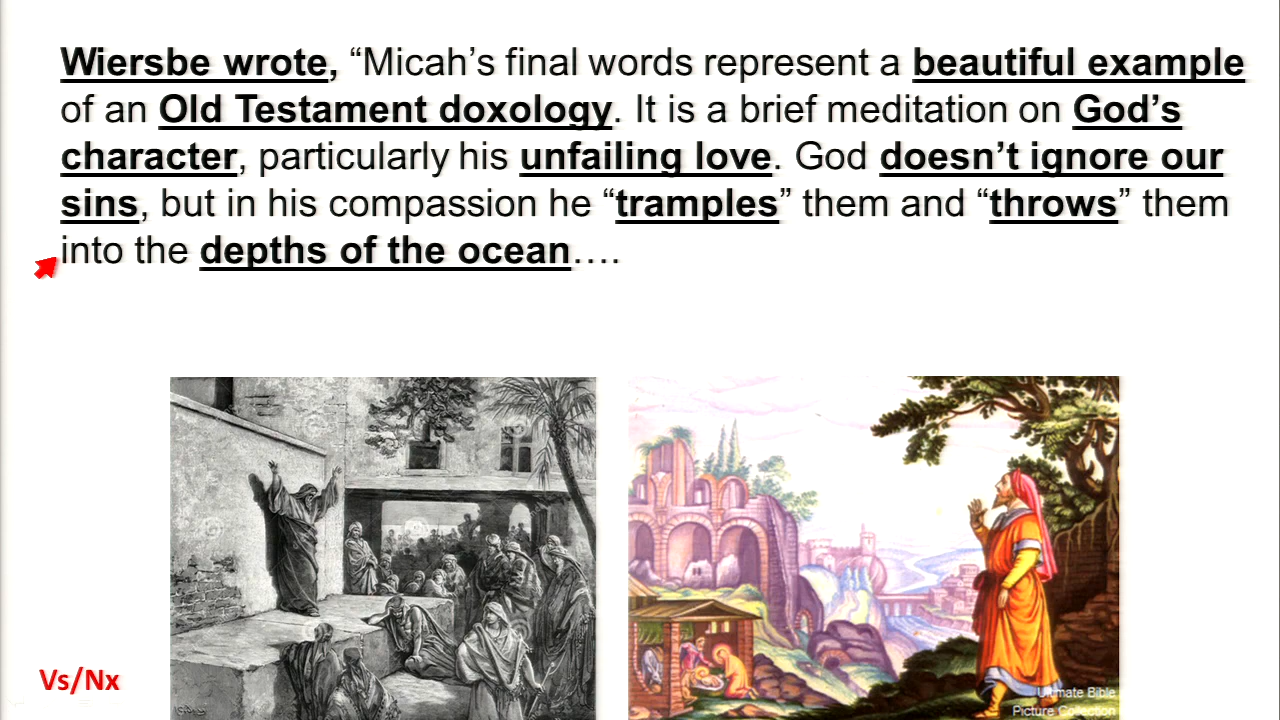 Wiersbe wrote, “Micah’s final words represent a beautiful example
of an Old Testament doxology. It is a brief meditation on God’s
character, particularly his unfailing love. God doesn’t ignore our
sins, but in his compassion he “tramples” them and “throws” them
into the depths of the ocean….
Vs/Nx
Ultimate Bible
Picture Collection